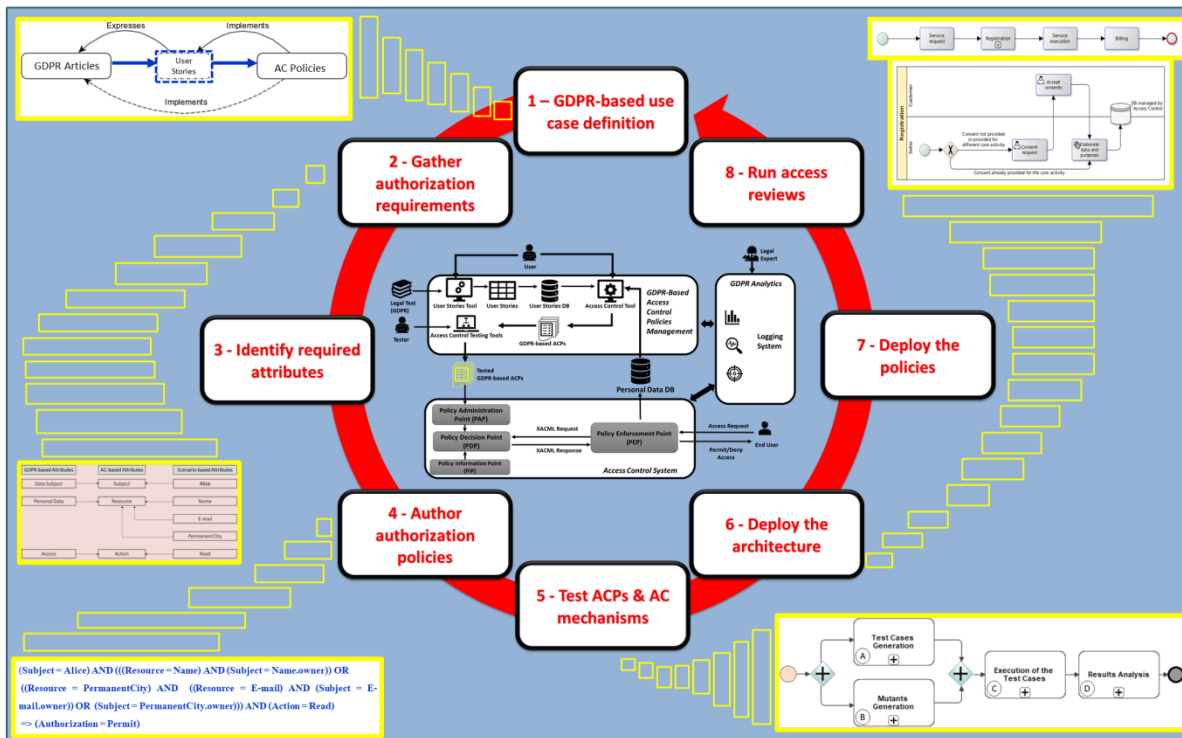 Expresses
Implements
GDPR Articles
User
Stories
AC Policies
Implements
Service
request
Registration
Service
execution
Billing
Registration
Customer
Seller
Accept
consents
DB managed by
Access Control
Consent not provided
or provided for
different core activity
Consent
request
Elaborate
data and
purposes
Consent already provided for the core activity
1 – GDPR-based use
case definition
2 - Gather
authorization
requirements
8 - Run access
reviews
3 - Identify required
attributes
7 - Deploy the
policies
4 - Author
authorization
policies
6 - Deploy the
architecture
5 - Test ACPs & AC
mechanisms
User
Legal Text
(GDPR)
User Stories Tool
User Stories
User Stories DB
Access Control Tool
GDPR-Based
Access
Control
Policies
Management
Tester
Access Control Testing Tools
GDPR-based ACPs
Legal
Expert
GDPR Analytics
Logging
System
Tested
GDPR-based ACPs
Personal Data DB
Policy Administration
Point (PAP)
Policy Decision Point
(PDP)
Policy Information Point
(PIP)
XACML Request
XACML Response
Policy Enforcement Point
(PEP)
Access Request
End User
Permit/Deny
Access
Access Control System
GDPR-based Attributes
AC-based Attributes
Scenario-based Attributes
Data Subject
Subject
Alice
Personal Data
Resource
Name
E-mail
Permanent City
Access
Action
Read
(Subject = Alice) AND (((Resource = Name) AND (Subject = Name.owner)) OR
((Resource = PermanentCity) AND ((Resource = E-mail) AND (Subject = E-
mail.owner)) OR (Subject = PermanentCity.owner))) AND (Action = Read)
=> (Authorization = Permit)
Test Cases
Generation
A
Mutants
Generation
B
Execution of the
Test Cases
C
Results Analysis
D